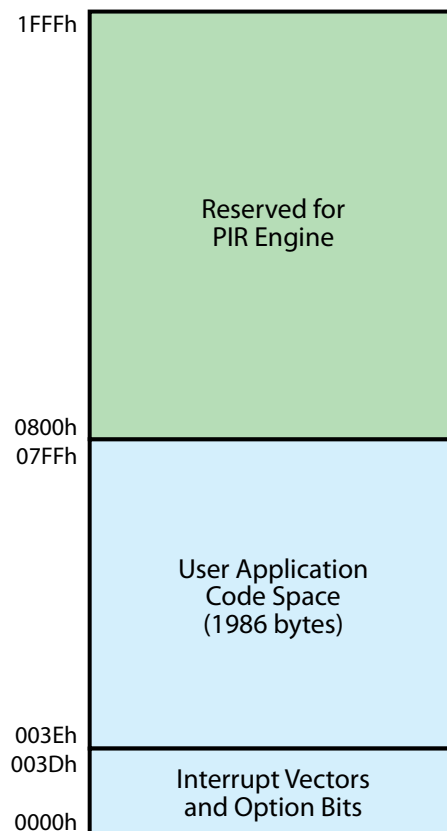 1FFFh
Reserved for
PIR Engine
0800h
07FFh
User Application
Code Space
(1986 bytes)
003Eh
003Dh
Interrupt Vectors
and Option Bits
0000h